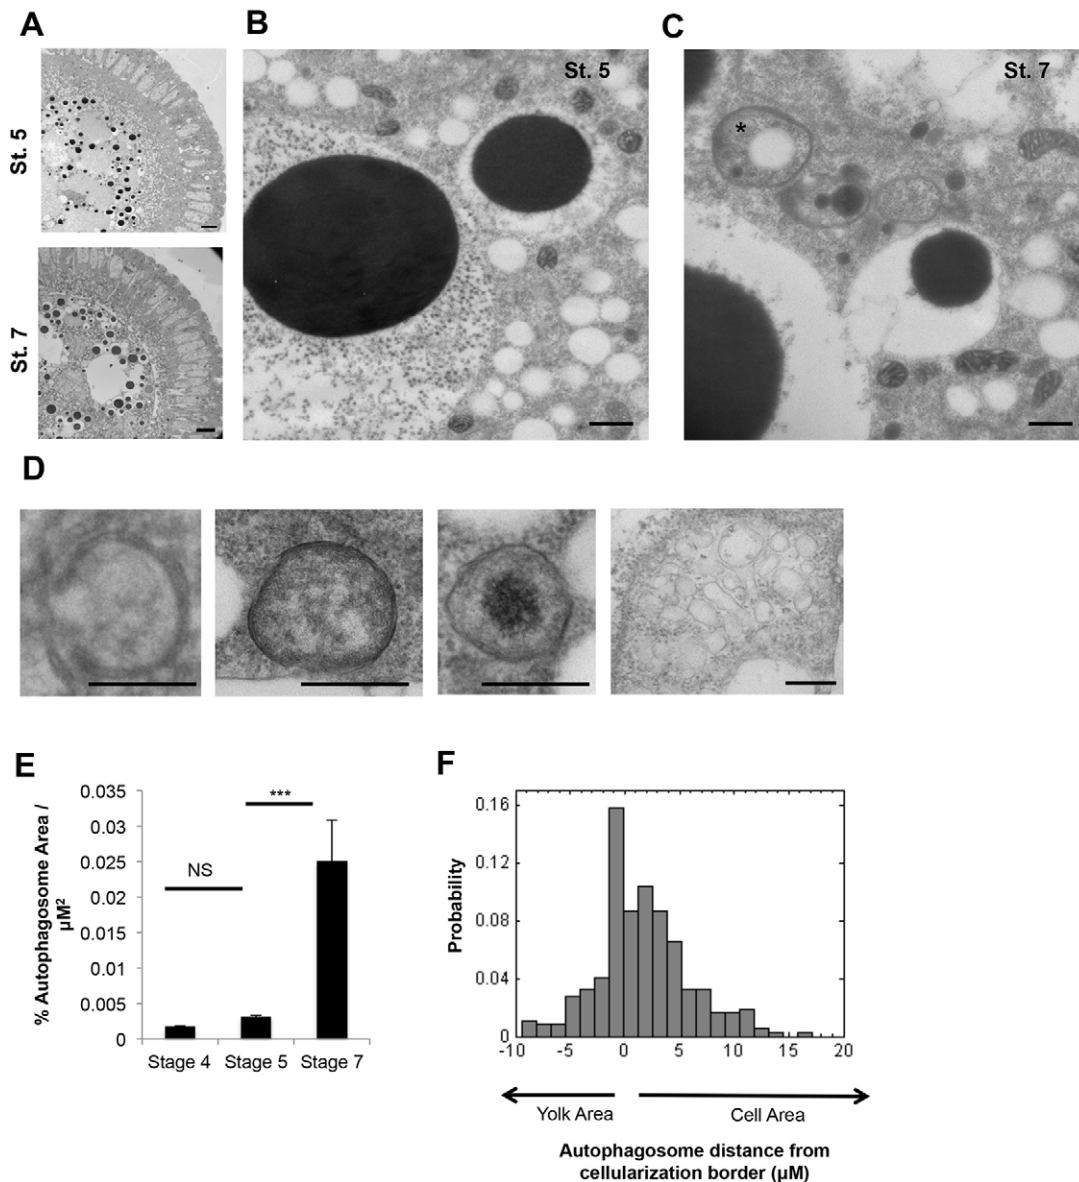 A
B
C
St. 5
St. 7
St. 5
St. 7
*
D
E
F
% Autophagosome Area /
µM²
0.035
0.03
0.025
0.02
0.015
0.01
0.005
0
NS
***
Stage 4 Stage 5 Stage 7
Probability
0.16
0.12
0.08
0.04
0
-10 -5 0 5 10 15 20
Yolk Area
Cell Area
Autophagosome distance from
cellularization border (µM)